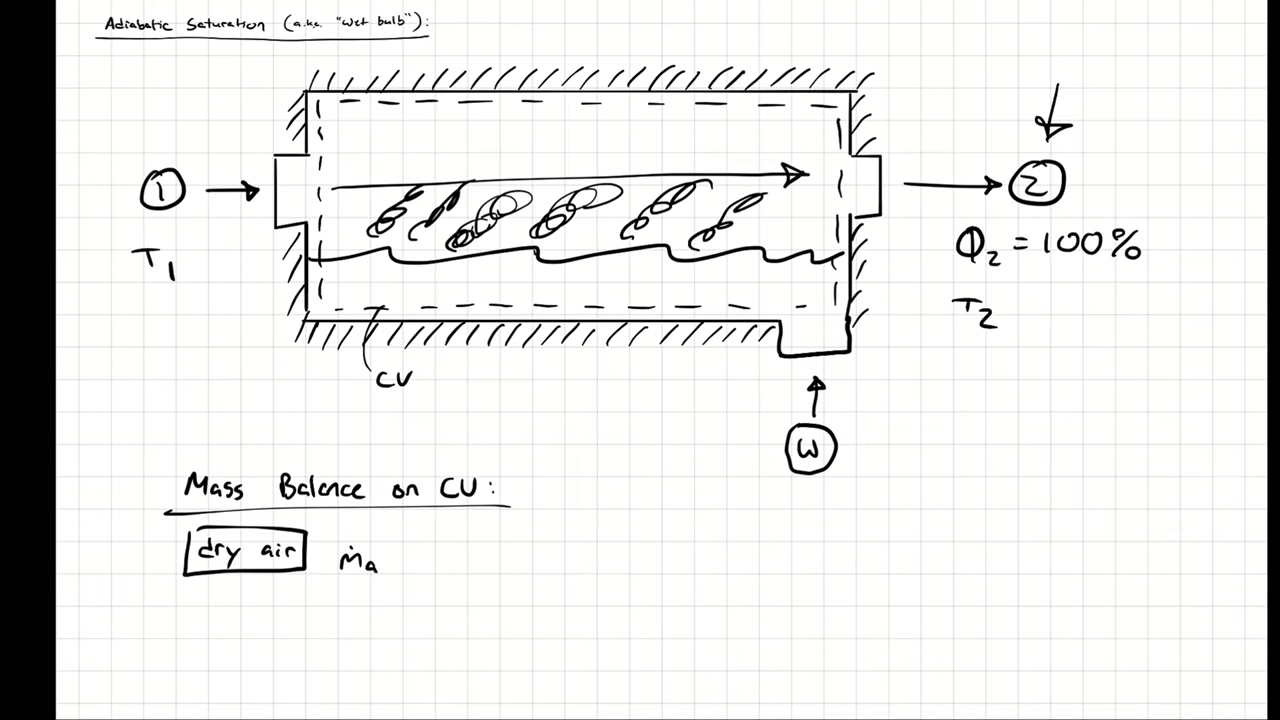 Adiabatic Saturation (a.k.a. "wet bulb"):
1
2
T1
Φ2 = 100%
T2
CV
W
Mass Balance on CV:
dry air ṁa